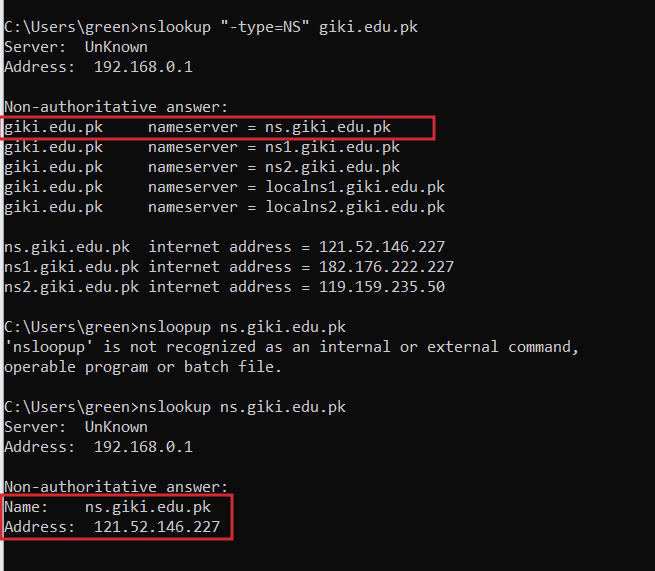 C:\Users\green>nslookup "-type=NS" giki.edu.pk
Server:  UnKnown
Address:  192.168.0.1
Non-authoritative answer:
giki.edu.pk     nameserver = ns.giki.edu.pk
giki.edu.pk     nameserver = ns1.giki.edu.pk
giki.edu.pk     nameserver = ns2.giki.edu.pk
giki.edu.pk     nameserver = localns1.giki.edu.pk
giki.edu.pk     nameserver = localns2.giki.edu.pk
ns.giki.edu.pk  internet address = 121.52.146.227
ns1.giki.edu.pk internet address = 182.176.222.227
ns2.giki.edu.pk internet address = 119.159.235.50
C:\Users\green>nsloopup ns.giki.edu.pk
'nsloopup' is not recognized as an internal or external command,
operable program or batch file.
C:\Users\green>nslookup ns.giki.edu.pk
Server:  UnKnown
Address:  192.168.0.1
Non-authoritative answer:
Name:    ns.giki.edu.pk
Address:  121.52.146.227